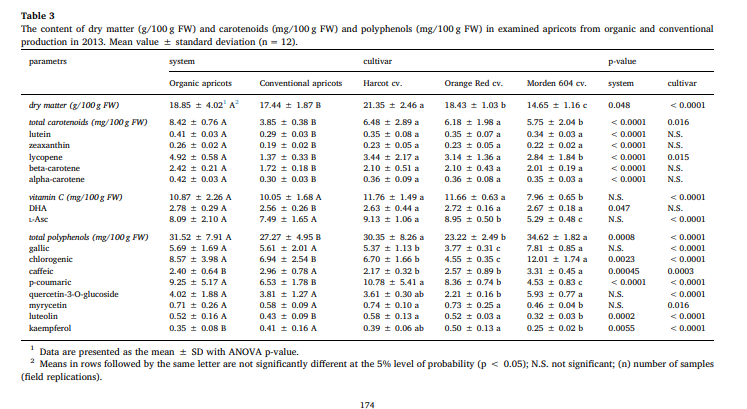 Table 3
The content of dry matter (g/100 g FW) and carotenoids (mg/100 g FW) and polyphenols (mg/100 g FW) in examined apricots from organic and conventional
production in 2013. Mean value ± standard deviation (n = 12).
parametrs system cultivar p-value
Organic apricots Conventional apricots Harcot cv. Orange Red cv. Morden 604 cv. system cultivar
dry matter (g/100 g FW) 18.85 ± 4.02¹ A² 17.44 ± 1.87 B 21.35 ± 2.46 a 18.43 ± 1.03 b 14.65 ± 1.16 c 0.048 < 0.0001
total carotenoids (mg/100 g FW) 8.42 ± 0.76 A 3.85 ± 0.38 B 6.48 ± 2.89 a 6.18 ± 1.98 a 5.75 ± 2.04 b < 0.0001 0.016
lutein 0.41 ± 0.03 A 0.29 ± 0.03 B 0.35 ± 0.08 a 0.35 ± 0.07 a 0.34 ± 0.03 a < 0.0001 N.S.
zeaxanthin 0.26 ± 0.02 A 0.19 ± 0.02 B 0.23 ± 0.05 a 0.23 ± 0.05 a 0.22 ± 0.02 a < 0.0001 N.S.
lycopene 4.92 ± 0.58 A 1.37 ± 0.33 B 3.44 ± 2.17 a 3.14 ± 1.36 a 2.84 ± 1.84 b < 0.0001 0.015
beta-carotene 2.42 ± 0.21 A 1.72 ± 0.18 B 2.10 ± 0.51 a 2.10 ± 0.43 a 2.01 ± 0.19 a < 0.0001 N.S.
alpha-carotene 0.42 ± 0.03 A 0.30 ± 0.03 B 0.36 ± 0.09 a 0.36 ± 0.08 a 0.35 ± 0.03 a < 0.0001 N.S.
vitamin C (mg/100 g FW) 10.87 ± 2.26 A 10.05 ± 1.68 A 11.76 ± 1.49 a 11.66 ± 0.63 a 7.96 ± 0.65 b N.S. < 0.0001
DHA 2.78 ± 0.29 A 2.56 ± 0.26 B 2.63 ± 0.44 a 2.72 ± 0.16 a 2.67 ± 0.18 a 0.047 N.S.
L-Asc 8.09 ± 2.10 A 7.49 ± 1.65 A 9.13 ± 1.06 a 8.95 ± 0.50 b 5.29 ± 0.48 c N.S. < 0.0001
total polyphenols (mg/100 g FW) 31.52 ± 7.91 A 27.27 ± 4.95 B 30.35 ± 8.26 a 23.22 ± 2.49 b 34.62 ± 1.82 a 0.0008 < 0.0001
gallic 5.69 ± 1.69 A 5.61 ± 2.01 A 5.37 ± 1.13 b 3.77 ± 0.31 c 7.81 ± 0.85 a N.S. < 0.0001
chlorogenic 8.57 ± 3.98 A 6.94 ± 2.54 B 6.70 ± 1.66 b 4.55 ± 0.35 c 12.01 ± 1.74 a 0.0023 < 0.0001
caffeic 2.40 ± 0.64 B 2.96 ± 0.78 A 2.17 ± 0.32 b 2.57 ± 0.89 b 3.31 ± 0.45 a 0.00045 0.0003
p-coumaric 9.25 ± 5.17 A 6.53 ± 1.78 B 10.78 ± 5.41 a 8.36 ± 0.74 b 4.53 ± 0.83 c < 0.0001 < 0.0001
quercetin-3-O-glucoside 4.02 ± 1.88 A 3.81 ± 1.27 A 3.61 ± 0.30 ab 2.21 ± 0.16 b 5.93 ± 0.77 a N.S. < 0.0001
myrycetin 0.71 ± 0.26 A 0.58 ± 0.09 A 0.74 ± 0.10 a 0.73 ± 0.25 a 0.46 ± 0.04 b N.S. 0.016
luteolin 0.52 ± 0.16 A 0.43 ± 0.09 B 0.58 ± 0.13 a 0.52 ± 0.03 a 0.32 ± 0.03 b 0.0002 < 0.0001
kaempferol 0.35 ± 0.08 B 0.41 ± 0.16 A 0.39 ± 0.06 ab 0.50 ± 0.13 a 0.25 ± 0.02 b 0.0055 < 0.0001
¹ Data are presented as the mean ± SD with ANOVA p-value.
² Means in rows followed by the same letter are not significantly different at the 5% level of probability (p < 0.05); N.S. not significant; (n) number of samples
(field replications).
174